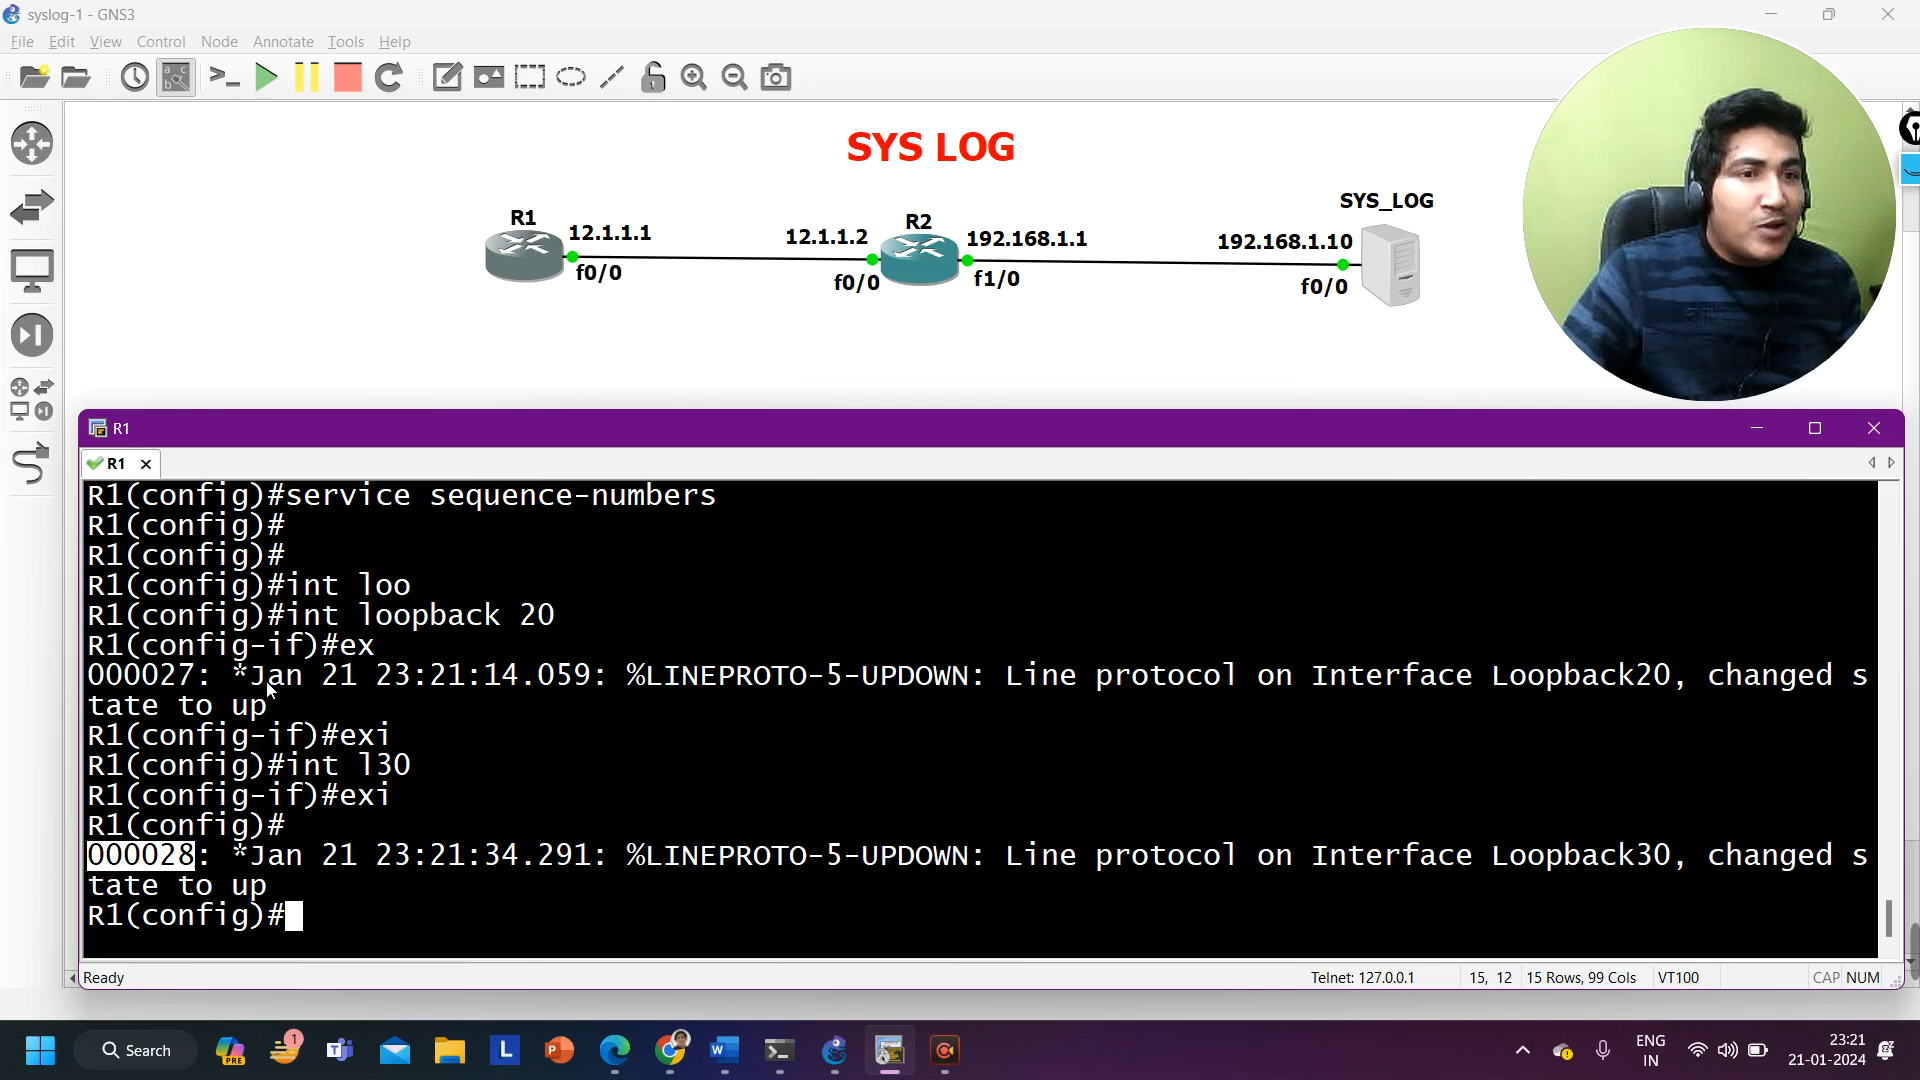 syslog-1 - GNS3
File Edit View Control Node Annotate Tools Help
SYS LOG
SYS_LOG
R1
R2
12.1.1.1
12.1.1.2
192.168.1.1
192.168.1.10
f0/0
f0/0
f1/0
f0/0
R1
R1
R1(config)#service sequence-numbers
R1(config)#
R1(config)#
R1(config)#int loo
R1(config)#int loopback 20
R1(config-if)#ex
000027: *Jan 21 23:21:14.059: %LINEPROTO-5-UPDOWN: Line protocol on Interface Loopback20, changed s
tate to up
R1(config-if)#exi
R1(config)#int l30
R1(config-if)#exi
R1(config)#
000028: *Jan 21 23:21:34.291: %LINEPROTO-5-UPDOWN: Line protocol on Interface Loopback30, changed s
tate to up
R1(config)#
Ready
Telnet: 127.0.0.1
15, 12
15 Rows, 99 Cols
VT100
CAP NUM
Search
PRE
1
L
ENG
IN
23:21
21-01-2024